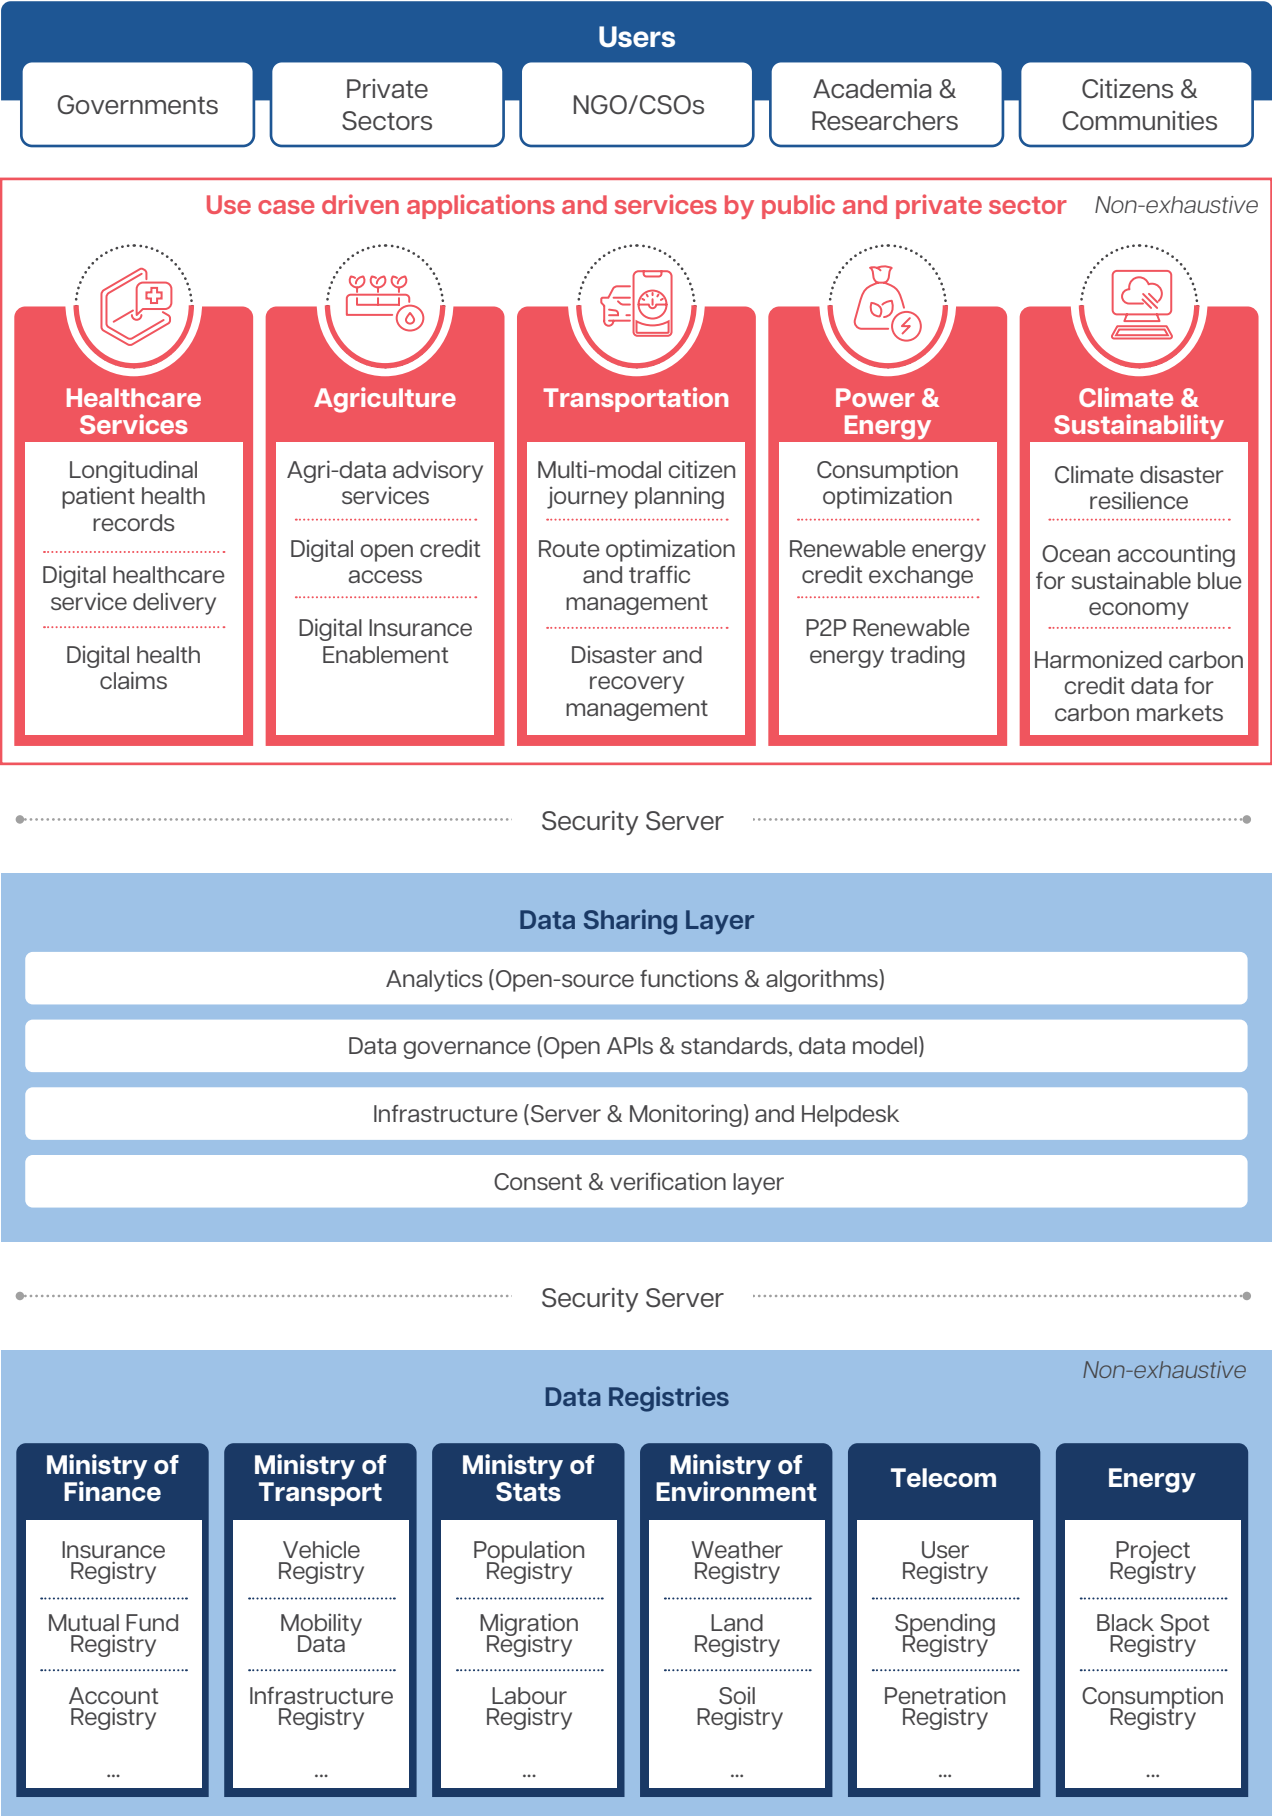 Users
Governments
Private
Sectors
NGO/CSOs
Academia &
Researchers
Citizens &
Communities
Use case driven applications and services by public and private sector
Non-exhaustive
Healthcare
Services
Longitudinal
patient health
records
Digital healthcare
service delivery
Digital health
claims
Agriculture
Agri-data advisory
services
Digital open credit
access
Digital Insurance
Enablement
Transportation
Multi-modal citizen
journey planning
Route optimization
and traffic
management
Disaster and
recovery
management
Power &
Energy
Consumption
optimization
Renewable energy
credit exchange
P2P Renewable
energy trading
Climate &
Sustainability
Climate disaster
resilience
Ocean accounting
for sustainable blue
economy
Harmonized carbon
credit data for
carbon markets
Security Server
Data Sharing Layer
Analytics (Open-source functions & algorithms)
Data governance (Open APIs & standards, data model)
Infrastructure (Server & Monitoring) and Helpdesk
Consent & verification layer
Security Server
Non-exhaustive
Data Registries
Ministry of
Finance
Insurance
Registry
Mutual Fund
Registry
Account
Registry
...
Ministry of
Transport
Vehicle
Registry
Mobility
Data
Infrastructure
Registry
...
Ministry of
Stats
Population
Registry
Migration
Registry
Labour
Registry
...
Ministry of
Environment
Weather
Registry
Land
Registry
Soil
Registry
...
Telecom
User
Registry
Spending
Registry
Penetration
Registry
...
Energy
Project
Registry
Black Spot
Registry
Consumption
Registry
...